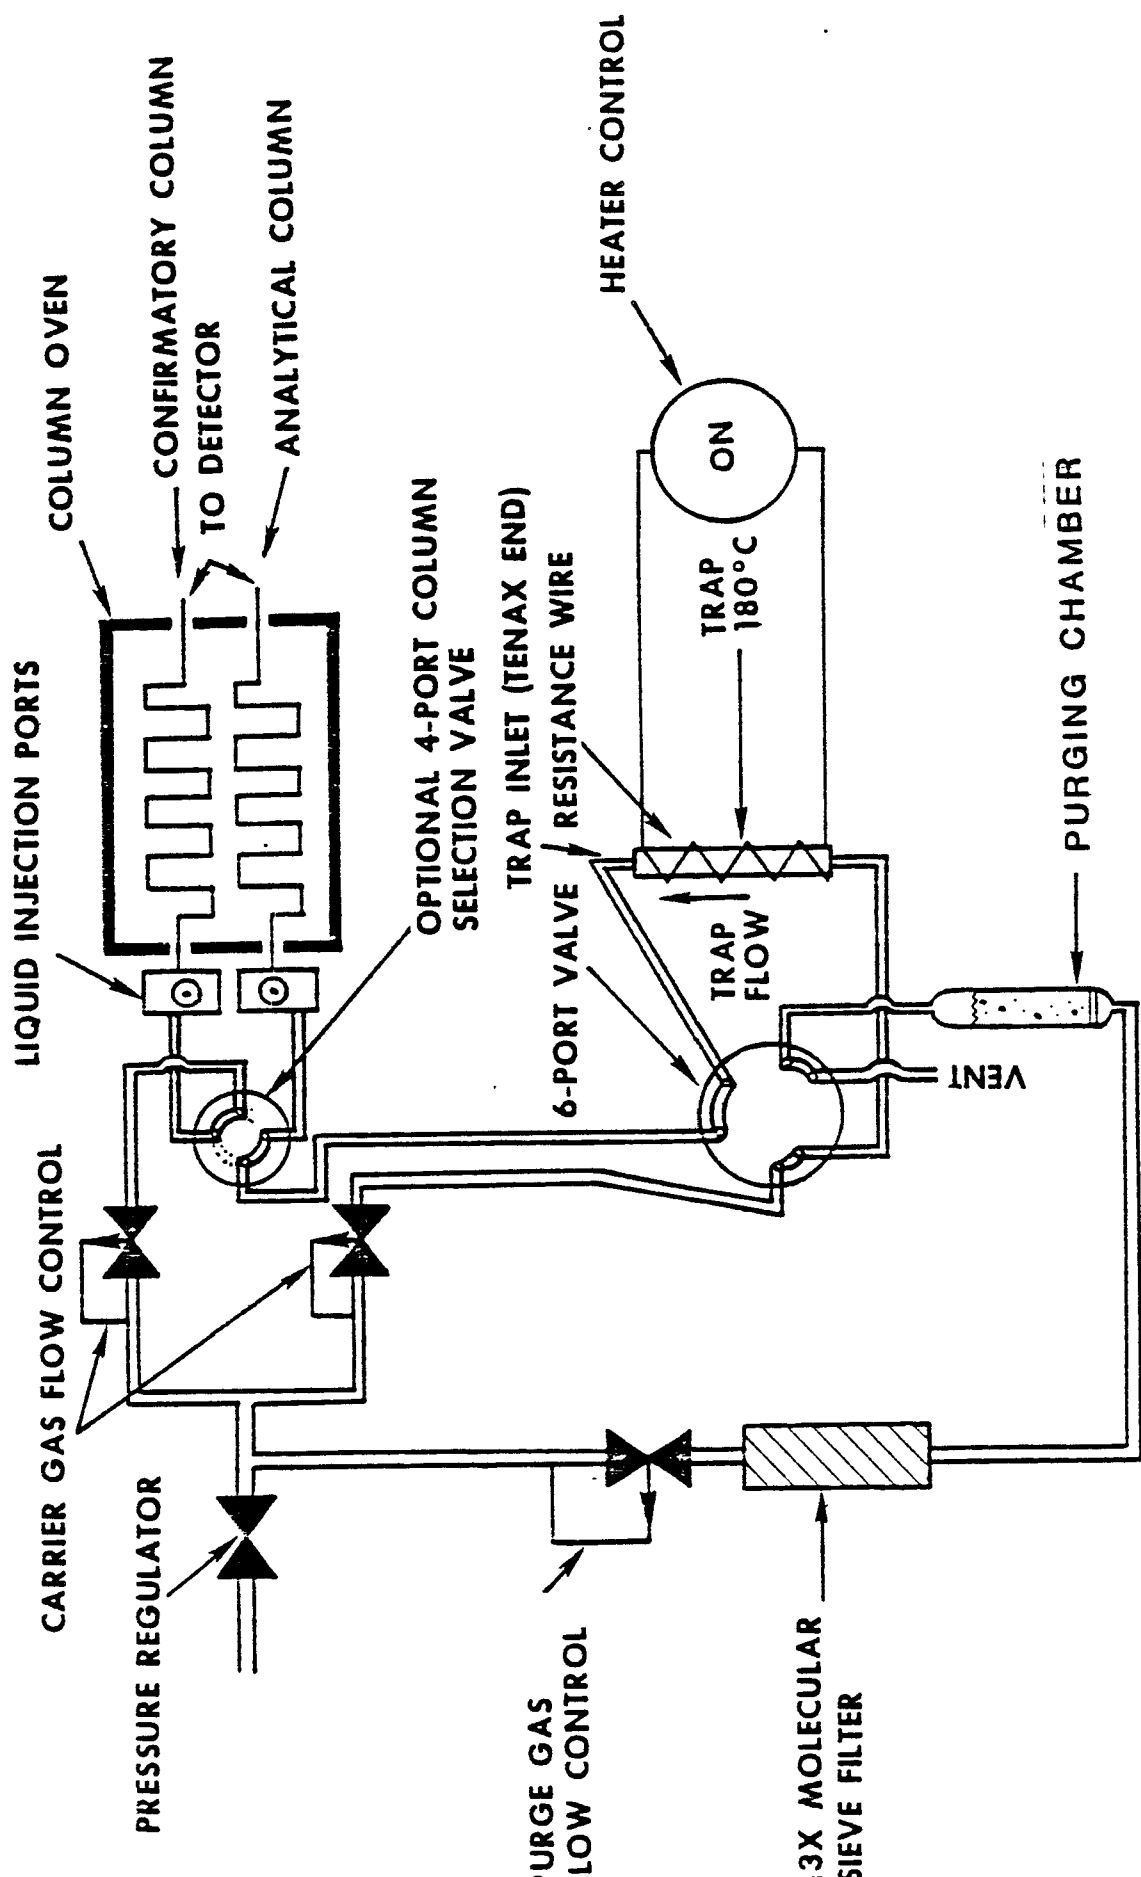 CARRIER GAS FLOW CONTROL
LIQUID INJECTION PORTS
COLUMN OVEN
PRESSURE REGULATOR
CONFIRMATORY COLUMN
TO DETECTOR
ANALYTICAL COLUMN
OPTIONAL 4-PORT COLUMN
SELECTION VALVE
TRAP INLET (TENAX END)
RESISTANCE WIRE
6-PORT VALVE
HEATER CONTROL
PURGE GAS
LOW CONTROL
TRAP
FLOW
TRAP
180°C
ON
3X MOLECULAR
SIEVE FILTER
VENT
PURGING CHAMBER